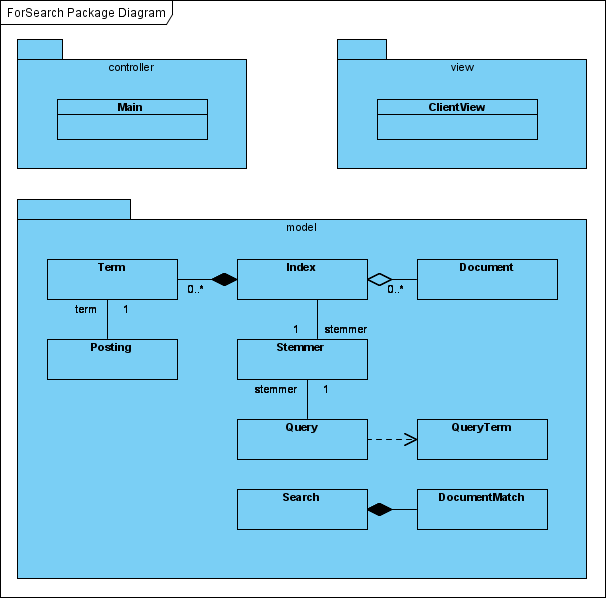 ForSearch Package Diagram
controller
Main
view
ClientView
model
Term
Index
Document
0..*
0..*
term 1
1 stemmer
Posting
Stemmer
stemmer 1
Query
QueryTerm
Search
DocumentMatch